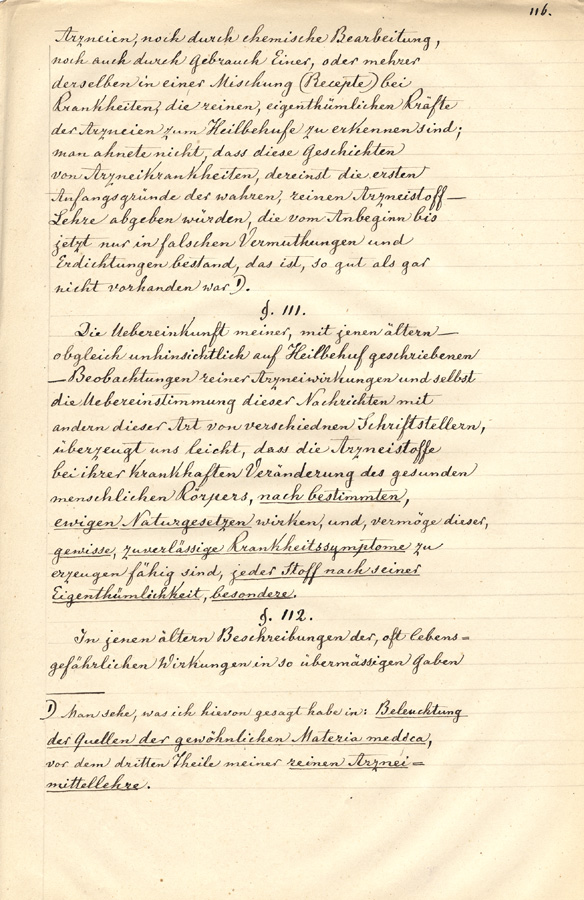 116.
Arzneien, noch durch chemische Bearbeitung,
noch auch durch Gebrauch Einer, oder mehrer
derselben in einer Mischung (Recepte) bei
Krankheiten, die reinen, eigenthümlichen Kräfte
der Arzneien zum Heilbehufe zu erkennen sind;
man ahnete nicht, dass diese Geschichten
von Arzneikrankheiten, dereinst die ersten
Anfangsgründe der wahren, reinen Arzneistoff—
Lehre abgeben würden, die vom Anbeginn bis
jetzt nur in falschen Vermuthungen und
Erdichtungen bestand, das ist, so gut als gar
nicht vorhanden war 1).
§. 111.
Die Uebereinkunft meiner, mit jenen ältern—
obgleich unhinsichtlich auf Heilbehuf geschriebenen
—Beobachtungen reiner Arzneiwirkungen und selbst
die Uebereinstimmung dieser Nachrichten mit
andern dieser Art von verschiednen Schriftstellern,
überzeugt uns leicht, dass die Arzneistoffe
bei ihrer krankhaften Veränderung des gesunden
menschlichen Körpers, nach bestimmten,
ewigen Naturgesetzen wirken, und, vermöge dieser,
gewisse, zuverlässige Krankheitssymptome zu
erzeugen fähig sind, jeder Stoff nach seiner
Eigenthümlichkeit, besondere.
§. 112.
In jenen ältern Beschreibungen der, oft lebens=
gefährlichen Wirkungen in so übermässigen Gaben
1) Man sehe, was ich hievon gesagt habe in: Beleuchtung
der Quellen der gewöhnlichen Materia medica,
vor dem dritten Theile meiner reinen Arznei=
mittellehre.